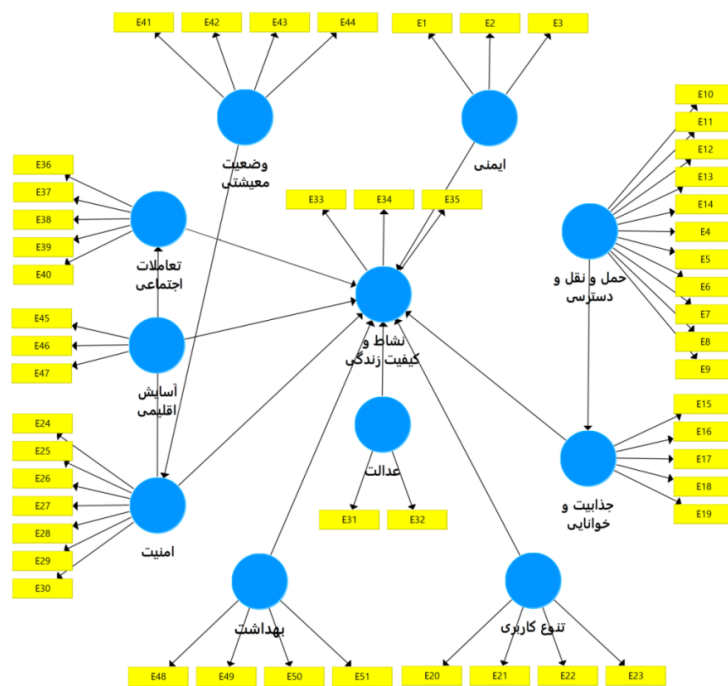 E41
E42
E43
E44
E1
E2
E3
وضعیت
معیشتی
ایمنی
E10
E11
E12
E13
E14
E4
E5
E6
E7
E8
E9
حمل و نقل و
دسترسی
E36
E37
E38
E39
E40
تعاملات
اجتماعی
E33
E34
E35
نشاط و
کیفیت زندگی
E45
E46
E47
آسایش
اقلیمی
E24
E25
E26
E27
E28
E29
E30
امنیت
عدالت
E31
E32
E15
E16
E17
E18
E19
جذابیت و
خوانایی
بهداشت
E48
E49
E50
E51
تنوع کاربری
E20
E21
E22
E23